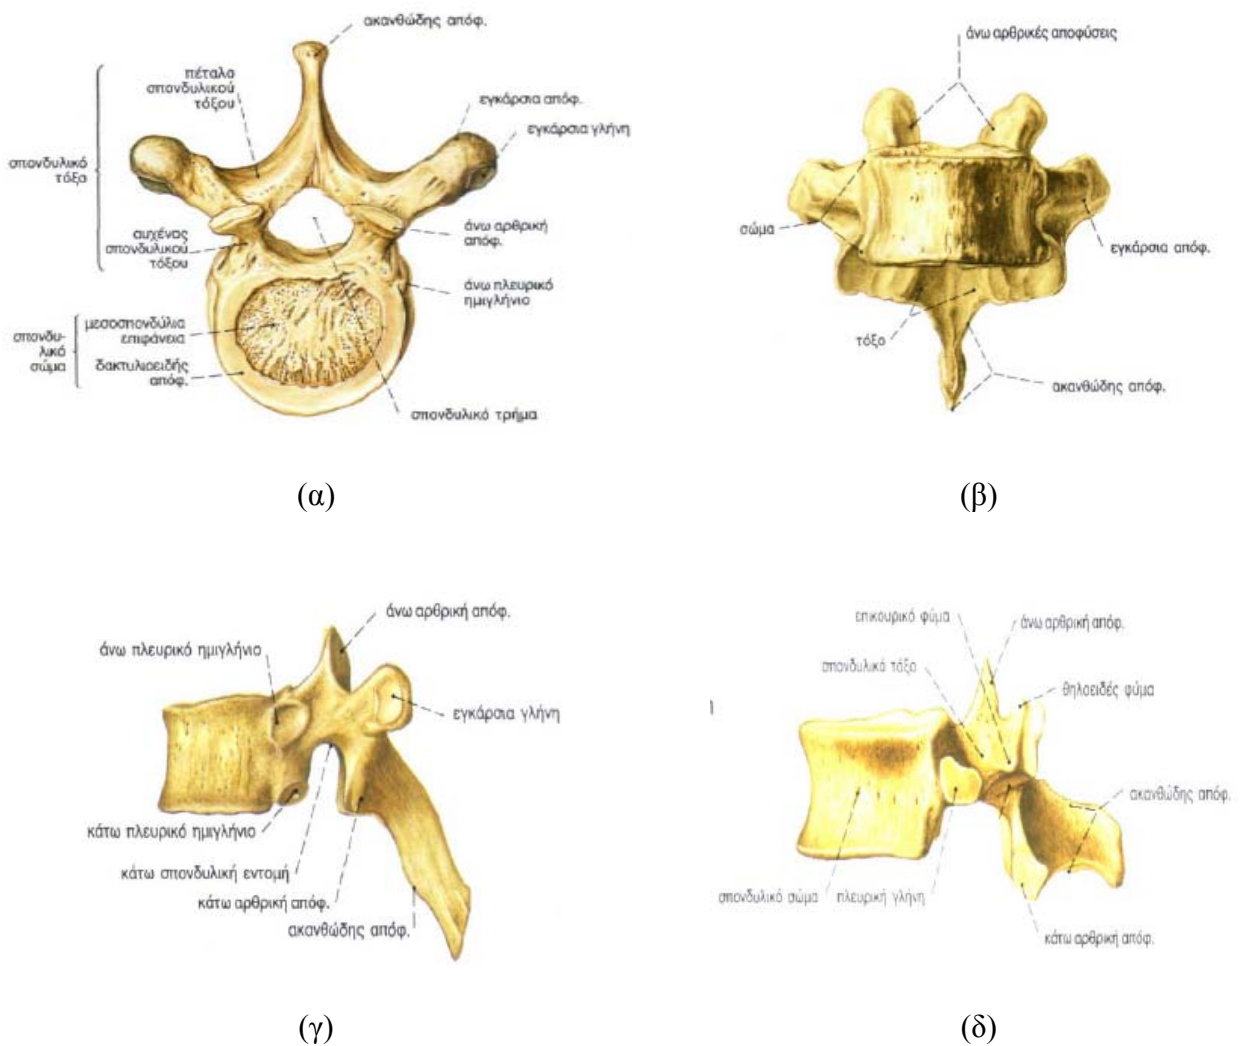 ακανθώδης απόφ.
πέταλο
σπονδυλικού
τόξου
εγκάρσια απόφ.
εγκάρσια γλήνη
σπονδυλικό
τόξο
αυχένας
σπονδυλικού
τόξου
άνω αρθρική
απόφ.
άνω πλευρικό
ημιγλήνιο
σπονδυ-
λικό
σώμα
μεσοσπονδύλια
επιφάνεια
δακτυλιοειδής
απόφ.
σπονδυλικό τρήμα
(α)
άνω αρθρικές αποφύσεις
σώμα
εγκάρσια απόφ.
τόξο
ακανθώδης απόφ.
(β)
άνω αρθρική απόφ.
άνω πλευρικό ημιγλήνιο
εγκάρσια γλήνη
κάτω πλευρικό ημιγλήνιο
κάτω σπονδυλική εντομή
κάτω αρθρική απόφ.
ακανθώδης απόφ.
(γ)
επικουρικό φύμα
άνω αρθρική απόφ.
σπονδυλικό τόξο
θηλοειδές φύμα
ακανθώδης απόφ.
σπονδυλικό σώμα
πλευρική γλήνη
κάτω αρθρική απόφ.
(δ)